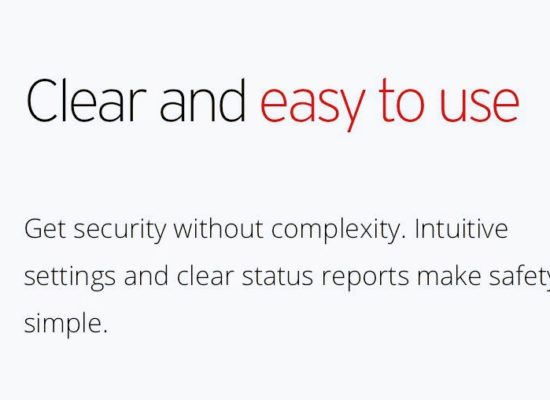 Clear and easy to use
Get security without complexity. Intuitive
settings and clear status reports make safety
simple.